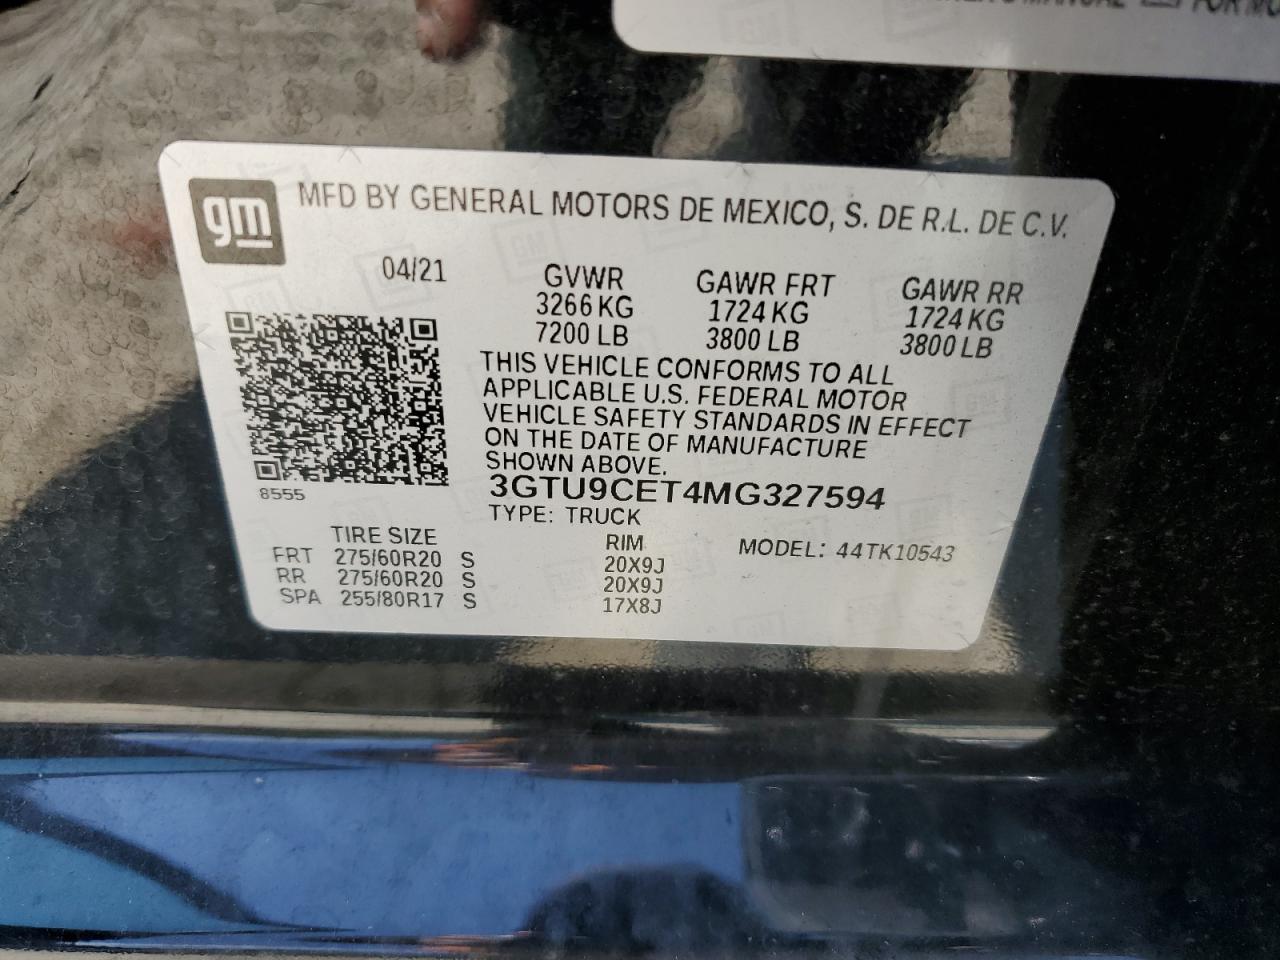 FOR MO
gm
MFD BY GENERAL MOTORS DE MEXICO, S. DE R.L. DE C.V.
04/21
GVWR GAWR FRT GAWR RR
3266 KG 1724 KG 1724 KG
7200 LB 3800 LB 3800 LB
THIS VEHICLE CONFORMS TO ALL
APPLICABLE U.S. FEDERAL MOTOR
VEHICLE SAFETY STANDARDS IN EFFECT
ON THE DATE OF MANUFACTURE
SHOWN ABOVE.
3GTU9CET4MG327594
8555
TYPE: TRUCK
TIRE SIZE RIM MODEL: 44TK10543
FRT 275/60R20 S 20X9J
RR 275/60R20 S 20X9J
SPA 255/80R17 S 17X8J